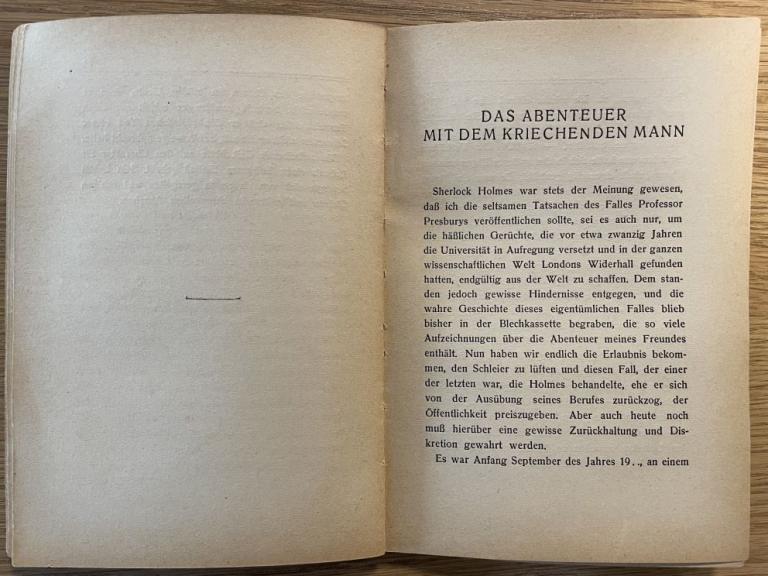 DAS ABENTEUER
MIT DEM KRIECHENDEN MANN
Sherlock Holmes war stets der Meinung gewesen,
daß ich die seltsamen Tatsachen des Falles Professor
Presburys veröffentlichen sollte, sei es auch nur, um
die häßlichen Gerüchte, die vor etwa zwanzig Jahren
die Universität in Aufregung versetzt und in der ganzen
wissenschaftlichen Welt Londons Widerhall gefunden
hatten, endgültig aus der Welt zu schaffen. Dem stan-
den jedoch gewisse Hindernisse entgegen, und die
wahre Geschichte dieses eigentümlichen Falles blieb
bisher in der Blechkassette begraben, die so viele
Aufzeichnungen über die Abenteuer meines Freundes
enthält. Nun haben wir endlich die Erlaubnis bekom-
men, den Schleier zu lüften und diesen Fall, der einer
der letzten war, die Holmes behandelte, ehe er sich
von der Ausübung seines Berufes zurückzog, der
Öffentlichkeit preiszugeben. Aber auch heute noch
muß hierüber eine gewisse Zurückhaltung und Dis-
kretion gewahrt werden.
Es war Anfang September des Jahres 19.., an einem